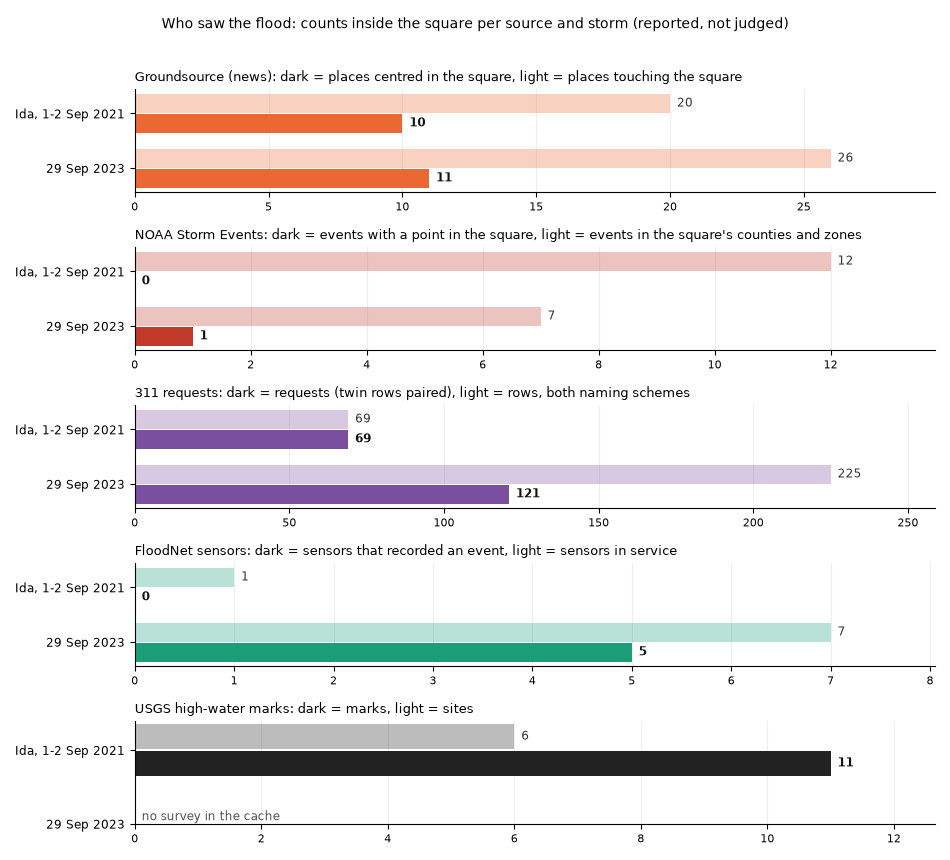 Who saw the flood: counts inside the square per source and storm (reported, not judged)
Groundsource (news): dark = places centred in the square, light = places touching the square
Ida, 1-2 Sep 2021
20
10
29 Sep 2023
26
11
0 5 10 15 20 25
NOAA Storm Events: dark = events with a point in the square, light = events in the square's counties and zones
Ida, 1-2 Sep 2021
12
0
29 Sep 2023
7
1
0 2 4 6 8 10 12
311 requests: dark = requests (twin rows paired), light = rows, both naming schemes
Ida, 1-2 Sep 2021
69
69
29 Sep 2023
225
121
0 50 100 150 200 250
FloodNet sensors: dark = sensors that recorded an event, light = sensors in service
Ida, 1-2 Sep 2021
1
0
29 Sep 2023
7
5
0 1 2 3 4 5 6 7 8
USGS high-water marks: dark = marks, light = sites
Ida, 1-2 Sep 2021
6
11
29 Sep 2023
no survey in the cache
0 2 4 6 8 10 12